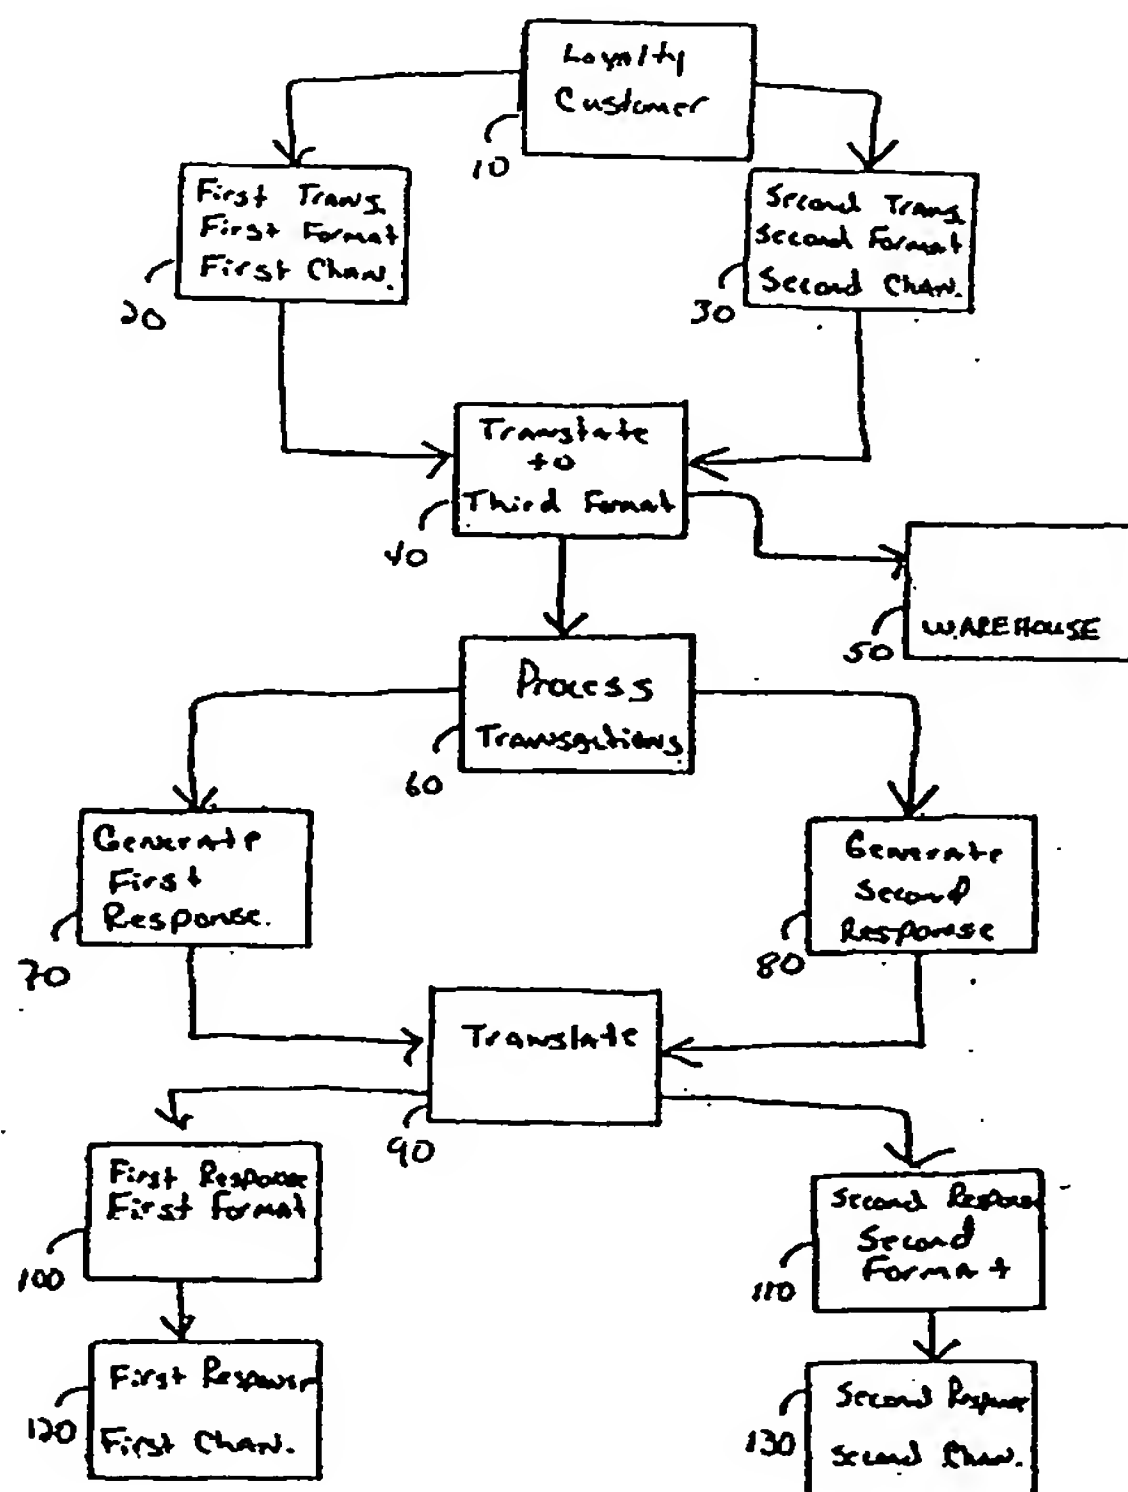 Loyalty
Customer
10
First Trans.
First Format
First Chan.
20
Second Trans.
Second Format
Second Chan.
30
Translate
to
Third Format
40
WAREHOUSE
50
Process
Transactions
60
Generate
First
Response.
70
Generate
Second
Response
80
Translate
90
First Response
First Format
100
Second Response
Second
Format
110
First Response
First Chan.
120
Second Response
Second Chan.
130